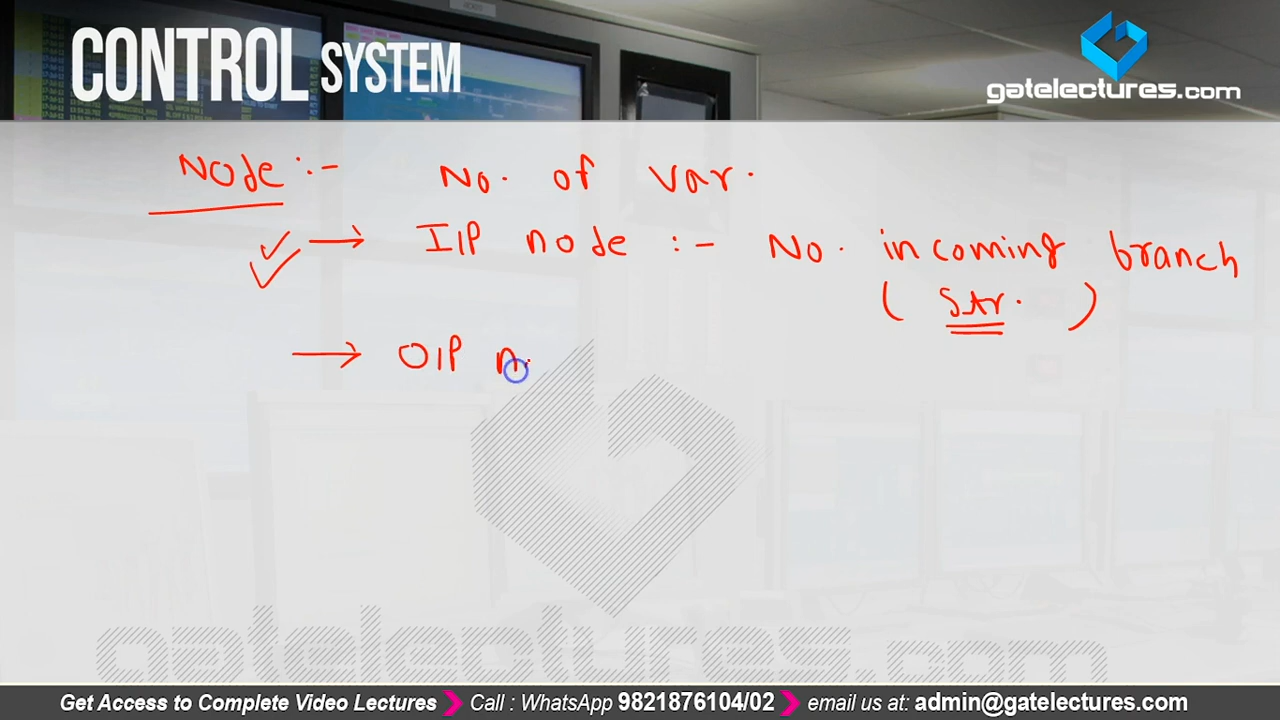 CONTROL SYSTEM
gatelectures.com
Node :- No. of var.
→ I/P node :- No. incoming branch
( Str. )
→ O/P n
gatelectures.com
Get Access to Complete Video Lectures Call : WhatsApp 9821876104/02 email us at: admin@gatelectures.com